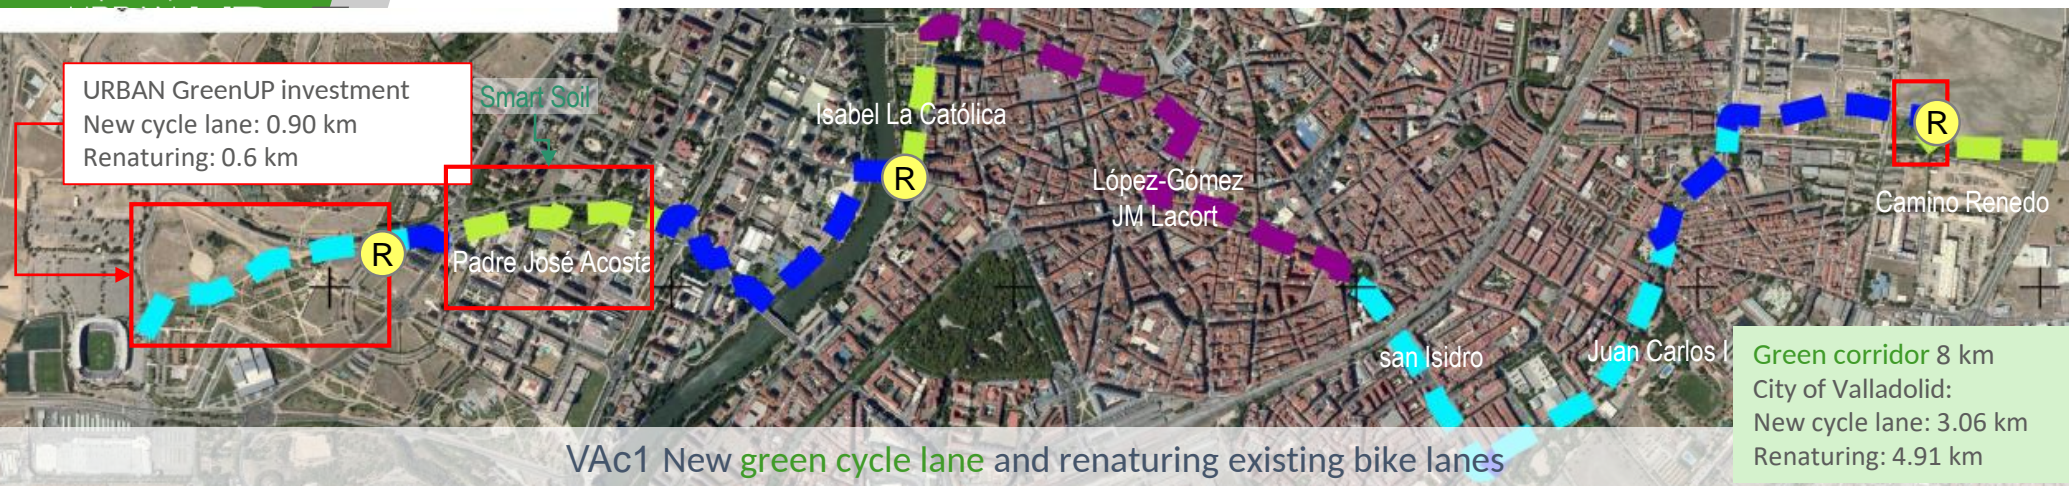 URBAN GreenUP investment
New cycle lane: 0.90 km
Renaturing: 0.6 km
Smart Soil
Isabel La Católica
R
R
López-Gómez
JM Lacort
Camino Renedo
R
Padre José Acosta
san Isidro
Juan Carlos I
Green corridor 8 km
City of Valladolid:
New cycle lane: 3.06 km
Renaturing: 4.91 km
VAc1 New green cycle lane and renaturing existing bike lanes